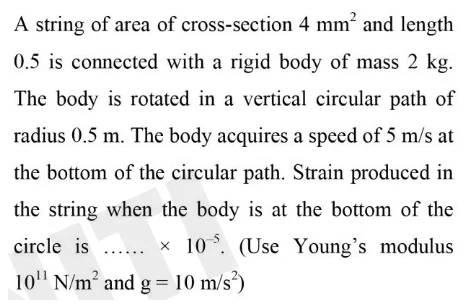 A string of area of cross-section 4 mm² and length
0.5 is connected with a rigid body of mass 2 kg.
The body is rotated in a vertical circular path of
radius 0.5 m. The body acquires a speed of 5 m/s at
the bottom of the circular path. Strain produced in
the string when the body is at the bottom of the
circle is ...... × 10⁻⁵. (Use Young’s modulus
10¹¹ N/m² and g = 10 m/s²)